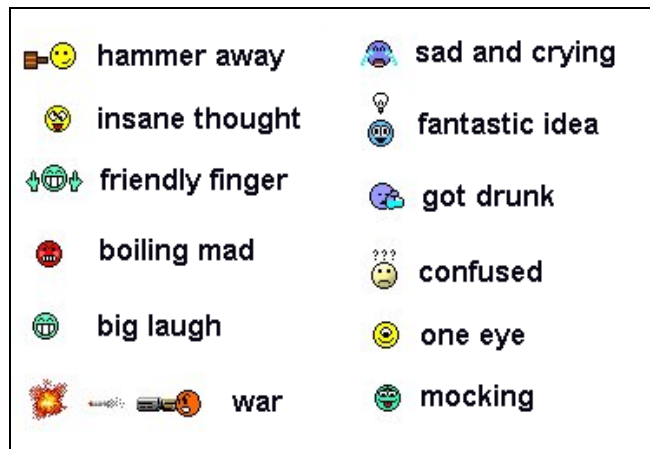 hammer away
insane thought
friendly finger
boiling mad
big laugh
war
sad and crying
fantastic idea
got drunk
???
confused
one eye
mocking